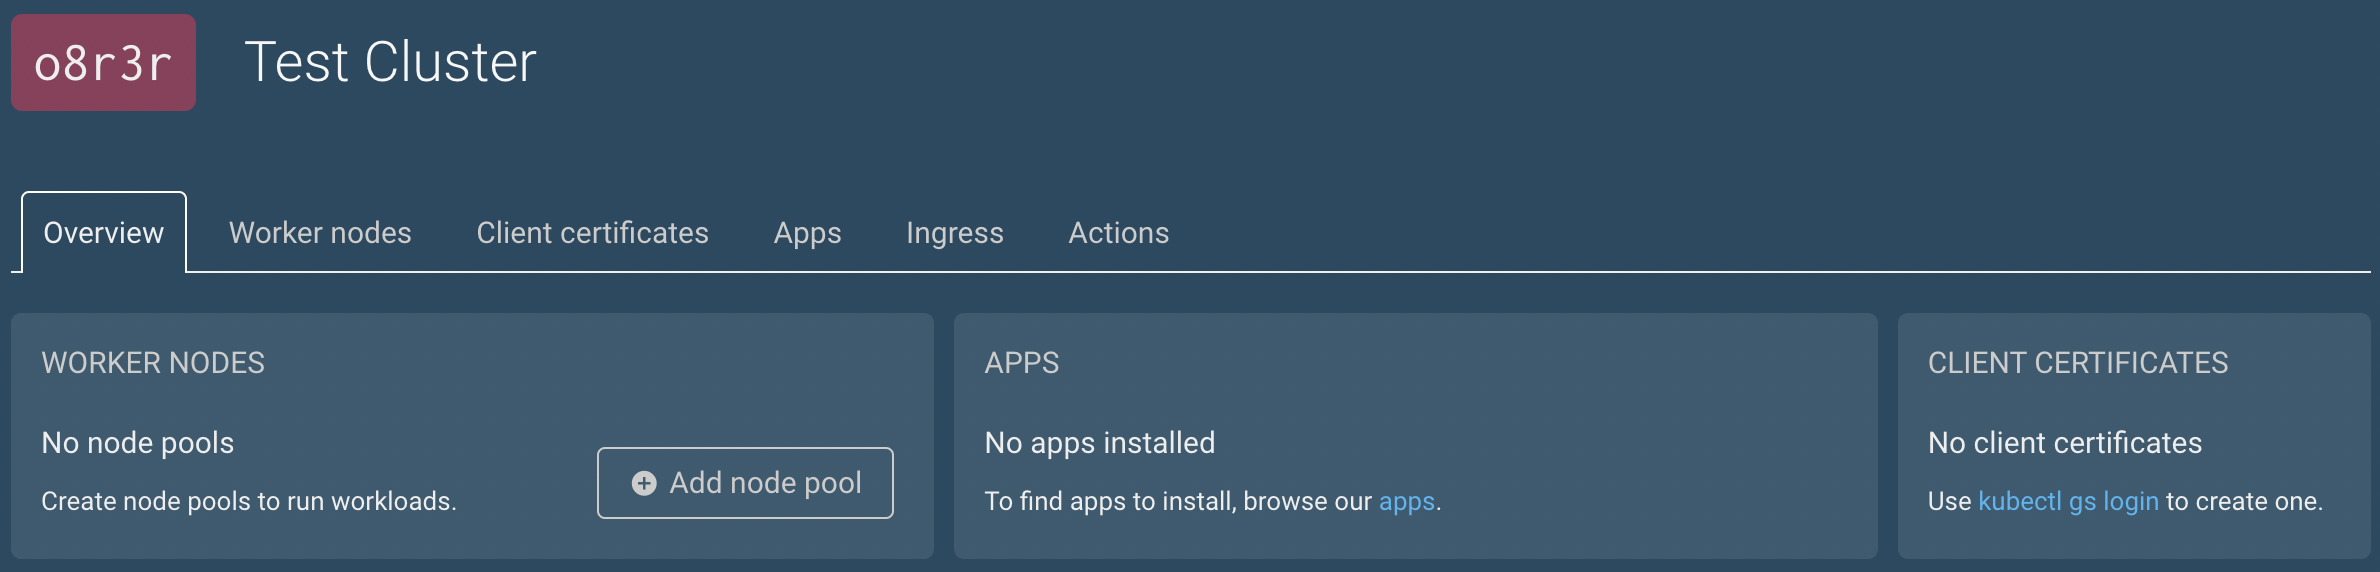 o8r3r
Test Cluster
Overview
Worker nodes
Client certificates
Apps
Ingress
Actions
WORKER NODES
No node pools
Create node pools to run workloads.
Add node pool
APPS
No apps installed
To find apps to install, browse our apps.
CLIENT CERTIFICATES
No client certificates
Use kubectl gs login to create one.